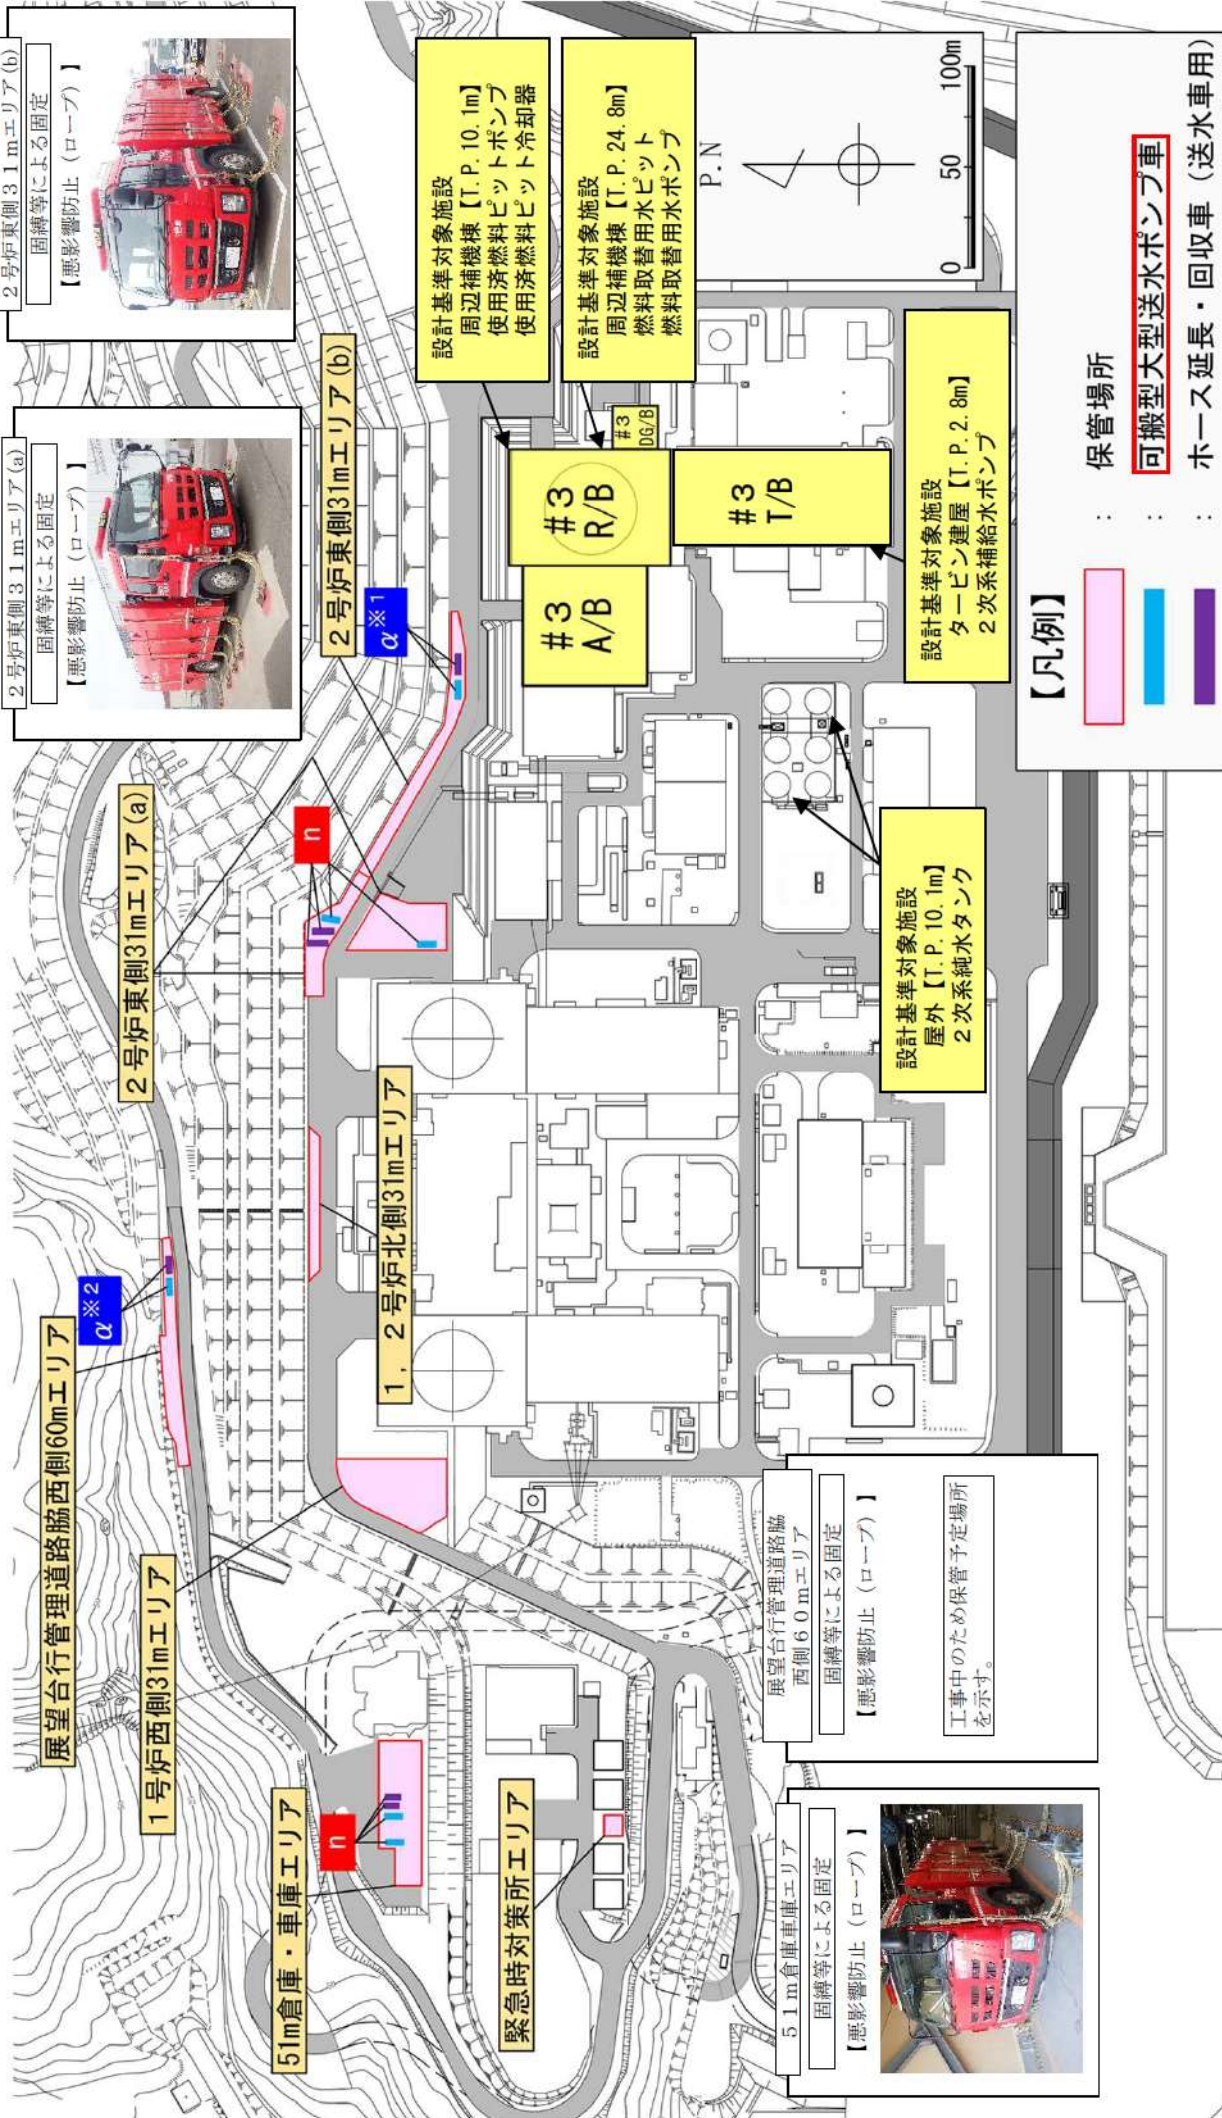 展望台行管理道路脇西側60mエリア
α※2
1号炉西側31mエリア
51m倉庫・車庫エリア
n
緊急時対策所エリア
1，2号炉北側31mエリア
2号炉東側31mエリア(a)
n
2号炉東側31mエリア(b)
α※1
2号炉東側31mエリア(a)
固縛等による固定
【悪影響防止（ロープ）】
2号炉東側31mエリア(b)
固縛等による固定
【悪影響防止（ロープ）】
設計基準対象施設
周辺補機棟【T.P.10.1m】
使用済燃料ピットポンプ
使用済燃料ピット冷却器
設計基準対象施設
周辺補機棟【T.P.24.8m】
燃料取替用水ピット
燃料取替用水ポンプ
#3
R/B
#3
DG/B
#3
A/B
#3
T/B
設計基準対象施設
タービン建屋【T.P.2.8m】
2次系補給水ポンプ
設計基準対象施設
屋外【T.P.10.1m】
2次系純水タンク
展望台行管理道路脇
西側60mエリア
固縛等による固定
【悪影響防止（ロープ）】
工事中のため保管予定場所
を示す。
51m倉庫車庫エリア
固縛等による固定
【悪影響防止（ロープ）】
P.N
0 50 100m
【凡例】
：保管場所
：可搬型大型送水ポンプ車
：ホース延長・回収車（送水車用）